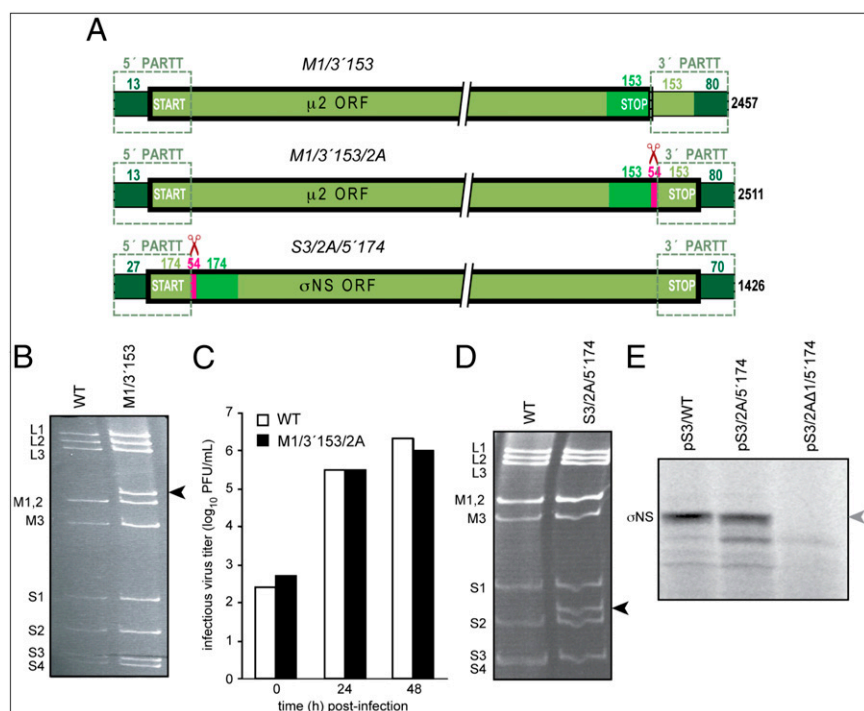 A
5´ PARTT M1/3´153 3´ PARTT
13 153 153 80
START μ2 ORF STOP 2457
5´ PARTT M1/3´153/2A 3´ PARTT
13 153 54 153 80
START μ2 ORF STOP 2511
5´ PARTT S3/2A/5´174 3´ PARTT
27 174 54 174 70
START σNS ORF STOP 1426
B
WT M1/3´153
L1
L2
L3
M1,2
M3
S1
S2
S3
S4
C
WT
M1/3´153/2A
infectious virus titer (log10 PFU/mL)
7
6
5
4
3
2
1
0
0 24 48
time (h) post-infection
D
WT S3/2A/5´174
L1
L2
L3
M1,2
M3
S1
S2
S3
S4
E
pS3/WT pS3/2A/5´174 pS3/2AΔ1/5´174
σNS